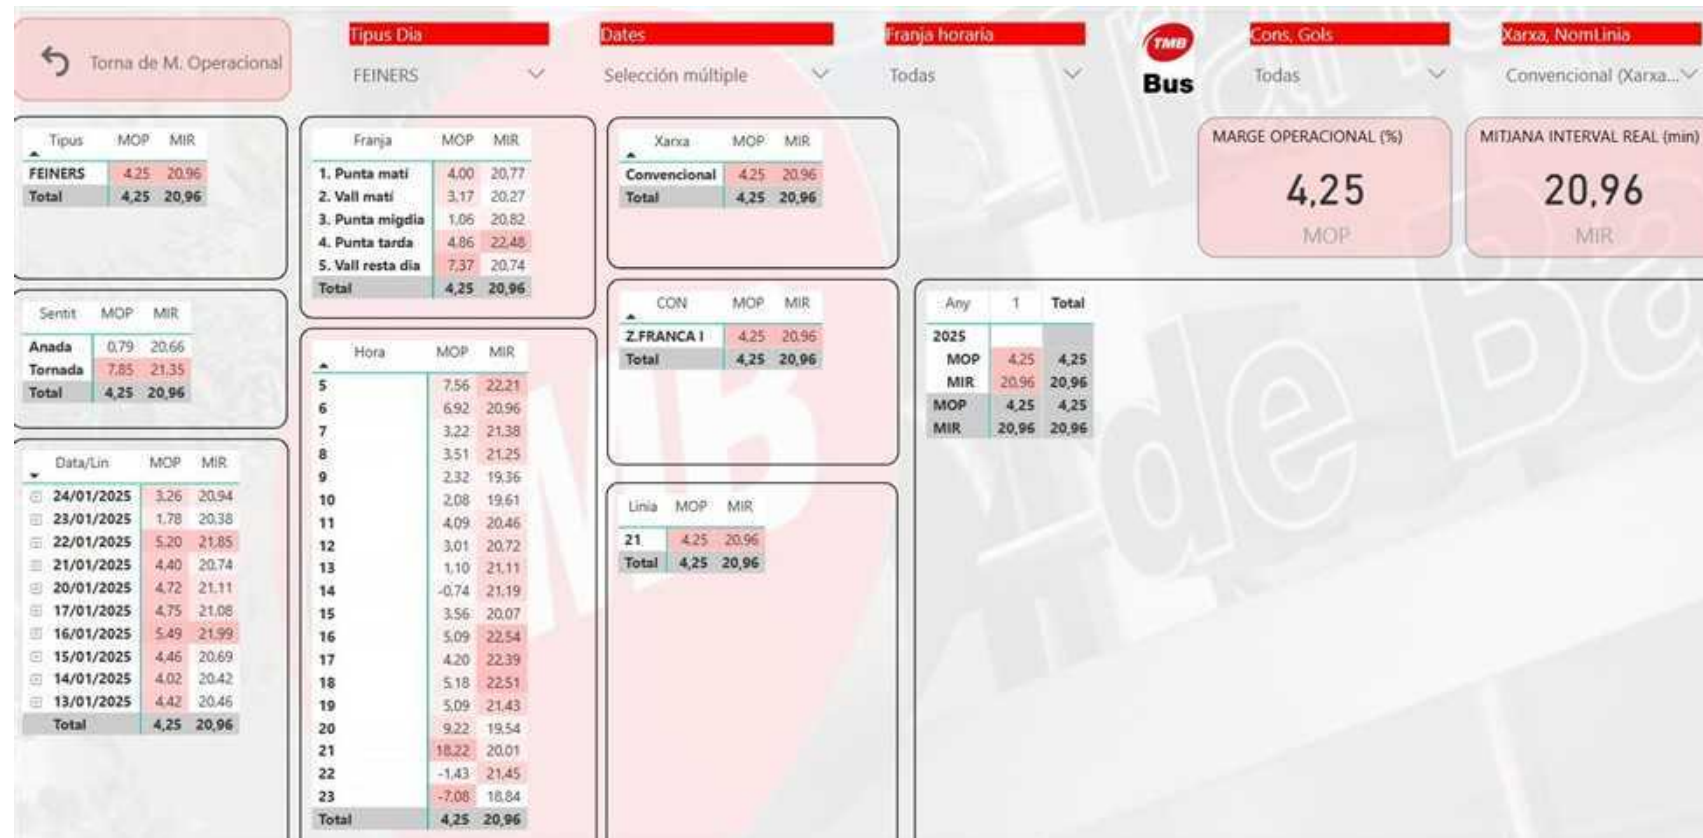 Torna de M. Operacional
Tipus Dia
FEINERS
Dates
Selección múltiple
Franja horaria
Todas
TMB
Bus
Cons, Gols
Todas
Xarxa, NomLinia
Convencional (Xarxa...
Tipus MOP MIR
FEINERS 4.25 20.96
Total 4,25 20,96
Franja MOP MIR
1. Punta matí 4,00 20,77
2. Vall matí 3,17 20,27
3. Punta migdia 1,06 20,82
4. Punta tarda 4,86 22,48
5. Vall resta dia 7,37 20,74
Total 4,25 20,96
Xarxa MOP MIR
Convencional 4,25 20,96
Total 4,25 20,96
MARGE OPERACIONAL (%)
4,25
MOP
MITJANA INTERVAL REAL (min)
20,96
MIR
Sentit MOP MIR
Anada 0,79 20,66
Tornada 7,85 21,35
Total 4,25 20,96
CON MOP MIR
Z.FRANCA I 4,25 20,96
Total 4,25 20,96
Any 1 Total
2025
MOP 4,25 4,25
MIR 20,96 20,96
MOP 4,25 4,25
MIR 20,96 20,96
Hora MOP MIR
5 7,56 22,21
6 6,92 20,96
7 3,22 21,38
8 3,51 21,25
9 2,32 19,36
10 2,08 19,61
11 4,09 20,46
12 3,01 20,72
13 1,10 21,11
14 -0,74 21,19
15 3,56 20,07
16 5,09 22,54
17 4,20 22,39
18 5,18 22,51
19 5,09 21,43
20 9,22 19,54
21 18,22 20,01
22 -1,43 21,45
23 -7,08 18,84
Total 4,25 20,96
Data/Lin MOP MIR
24/01/2025 3,26 20,94
23/01/2025 1,78 20,38
22/01/2025 5,20 21,85
21/01/2025 4,40 20,74
20/01/2025 4,72 21,11
17/01/2025 4,75 21,08
16/01/2025 5,49 21,99
15/01/2025 4,46 20,69
14/01/2025 4,02 20,42
13/01/2025 4,42 20,46
Total 4,25 20,96
Linia MOP MIR
21 4,25 20,96
Total 4,25 20,96